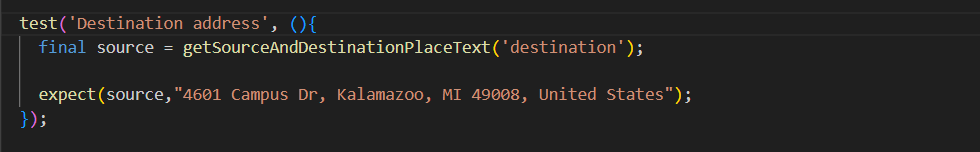 test('Destination address', (){
final source = getSourceAndDestinationPlaceText('destination');
expect(source,"4601 Campus Dr, Kalamazoo, MI 49008, United States");
});